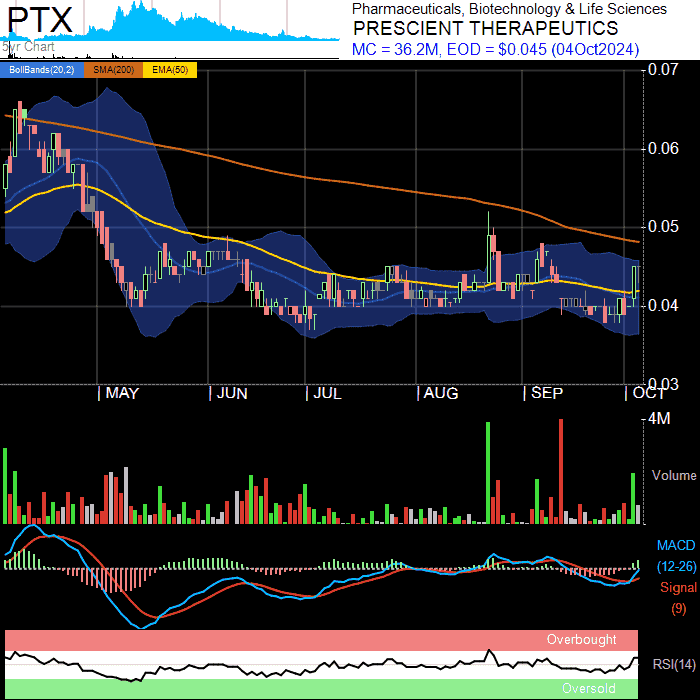 PTX
5yr Chart
Pharmaceuticals, Biotechnology & Life Sciences
PRESCIENT THERAPEUTICS
MC = 36.2M, EOD = $0.045 (04Oct2024)
BollBands(20,2) SMA(200) EMA(50)
0.07
0.06
0.05
0.04
0.03
MAY JUN JUL AUG SEP OCT
4M
Volume
MACD
(12-26)
Signal
(9)
Overbought
RSI(14)
Oversold